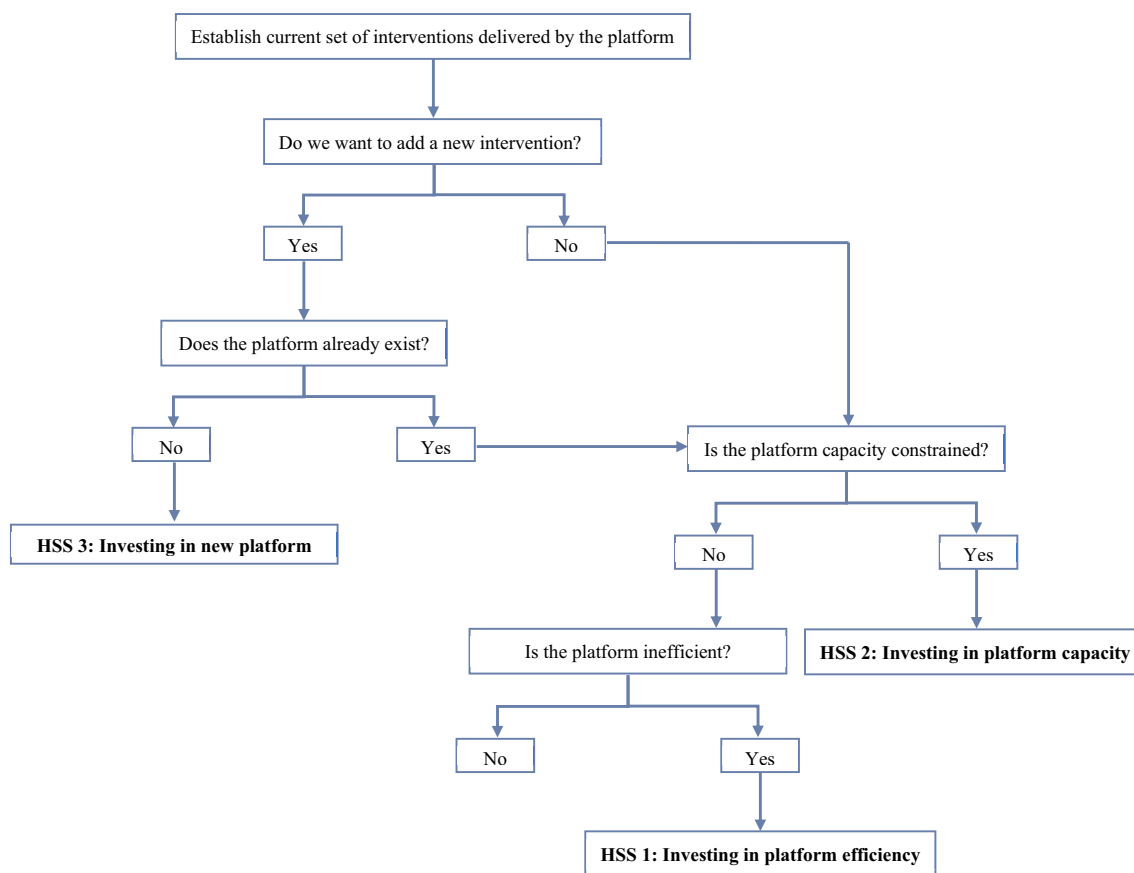 Establish current set of interventions delivered by the platform
Do we want to add a new intervention?
Yes
No
Does the platform already exist?
No
Yes
Is the platform capacity constrained?
HSS 3: Investing in new platform
No
Yes
Is the platform inefficient?
HSS 2: Investing in platform capacity
No
Yes
HSS 1: Investing in platform efficiency